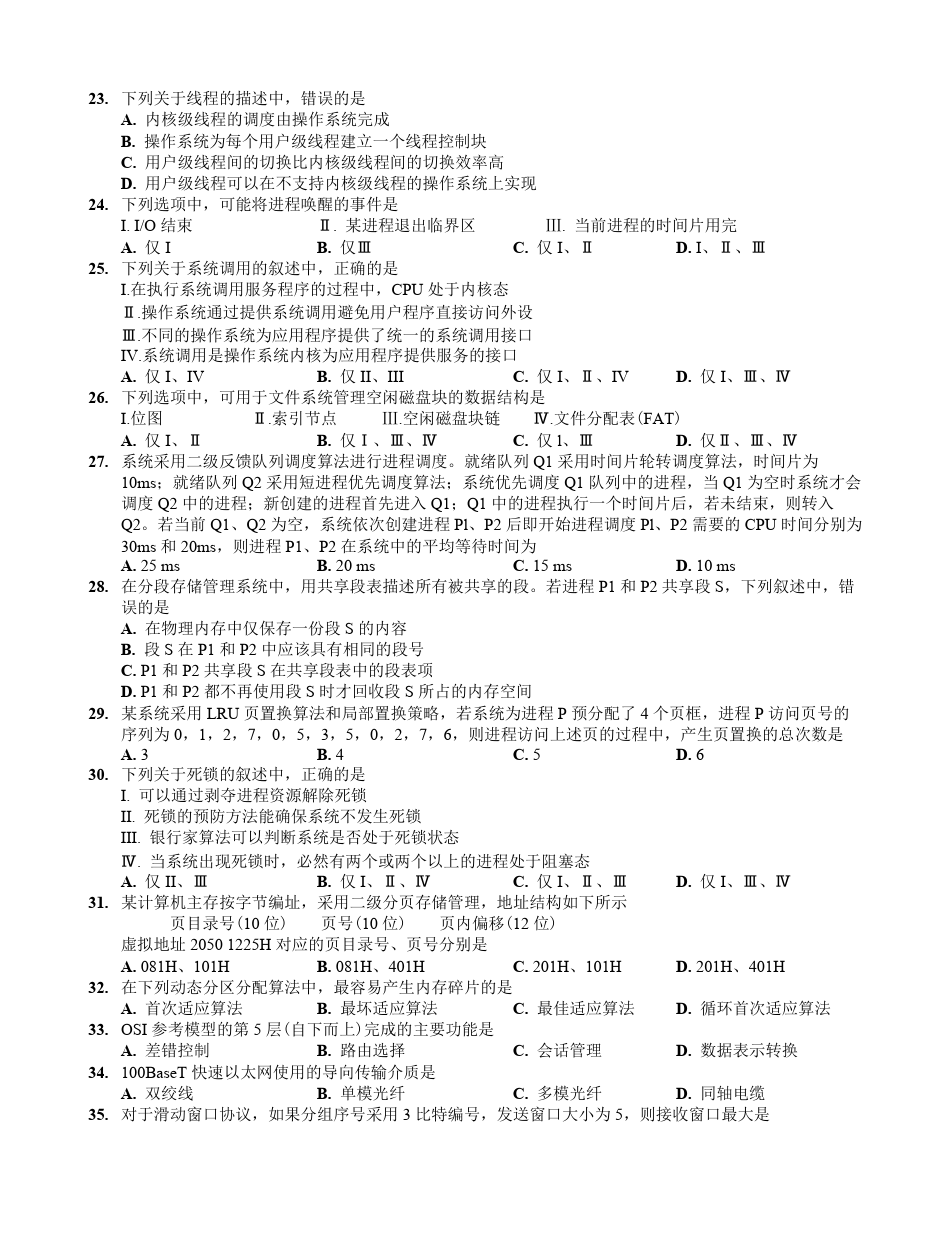 23. 下列关于线程的描述中，错误的是
A. 内核级线程的调度由操作系统完成
B. 操作系统为每个用户级线程建立一个线程控制块
C. 用户级线程间的切换比内核级线程间的切换效率高
D. 用户级线程可以在不支持内核级线程的操作系统上实现
24. 下列选项中，可能将进程唤醒的事件是
I. I/O 结束 Ⅱ. 某进程退出临界区 Ⅲ. 当前进程的时间片用完
A. 仅 I B. 仅Ⅲ C. 仅 I、Ⅱ D. I、Ⅱ、Ⅲ
25. 下列关于系统调用的叙述中，正确的是
I.在执行系统调用服务程序的过程中，CPU 处于内核态
Ⅱ.操作系统通过提供系统调用避免用户程序直接访问外设
Ⅲ.不同的操作系统为应用程序提供了统一的系统调用接口
IV.系统调用是操作系统内核为应用程序提供服务的接口
A. 仅 I、IV B. 仅 II、III C. 仅 I、Ⅱ、IV D. 仅 I、Ⅲ、Ⅳ
26. 下列选项中，可用于文件系统管理空闲磁盘块的数据结构是
I.位图 Ⅱ.索引节点 Ⅲ.空闲磁盘块链 Ⅳ.文件分配表(FAT)
A. 仅 I、Ⅱ B. 仅Ⅰ、Ⅲ、Ⅳ C. 仅 1、Ⅲ D. 仅Ⅱ、Ⅲ、Ⅳ
27. 系统采用二级反馈队列调度算法进行进程调度。就绪队列 Q1 采用时间片轮转调度算法，时间片为
10ms；就绪队列 Q2 采用短进程优先调度算法；系统优先调度 Q1 队列中的进程，当 Q1 为空时系统才会
调度 Q2 中的进程；新创建的进程首先进入 Q1；Q1 中的进程执行一个时间片后，若未结束，则转入
Q2。若当前 Q1、Q2 为空，系统依次创建进程 Pl、P2 后即开始进程调度 Pl、P2 需要的 CPU 时间分别为
30ms 和 20ms，则进程 P1、P2 在系统中的平均等待时间为
A. 25 ms B. 20 ms C. 15 ms D. 10 ms
28. 在分段存储管理系统中，用共享段表描述所有被共享的段。若进程 P1 和 P2 共享段 S，下列叙述中，错
误的是
A. 在物理内存中仅保存一份段 S 的内容
B. 段 S 在 P1 和 P2 中应该具有相同的段号
C. P1 和 P2 共享段 S 在共享段表中的段表项
D. P1 和 P2 都不再使用段 S 时才回收段 S 所占的内存空间
29. 某系统采用 LRU 页置换算法和局部置换策略，若系统为进程 P 预分配了 4 个页框，进程 P 访问页号的
序列为 0，1，2，7，0，5，3，5，0，2，7，6，则进程访问上述页的过程中，产生页置换的总次数是
A. 3 B. 4 C. 5 D. 6
30. 下列关于死锁的叙述中，正确的是
I. 可以通过剥夺进程资源解除死锁
II. 死锁的预防方法能确保系统不发生死锁
III. 银行家算法可以判断系统是否处于死锁状态
Ⅳ. 当系统出现死锁时，必然有两个或两个以上的进程处于阻塞态
A. 仅 II、Ⅲ B. 仅 I、Ⅱ、Ⅳ C. 仅 I、Ⅱ、Ⅲ D. 仅 I、Ⅲ、Ⅳ
31. 某计算机主存按字节编址，采用二级分页存储管理，地址结构如下所示
页目录号(10 位) 页号(10 位) 页内偏移(12 位)
虚拟地址 2050 1225H 对应的页目录号、页号分别是
A. 081H、101H B. 081H、401H C. 201H、101H D. 201H、401H
32. 在下列动态分区分配算法中，最容易产生内存碎片的是
A. 首次适应算法 B. 最坏适应算法 C. 最佳适应算法 D. 循环首次适应算法
33. OSI 参考模型的第 5 层(自下而上)完成的主要功能是
A. 差错控制 B. 路由选择 C. 会话管理 D. 数据表示转换
34. 100BaseT 快速以太网使用的导向传输介质是
A. 双绞线 B. 单模光纤 C. 多模光纤 D. 同轴电缆
35. 对于滑动窗口协议，如果分组序号采用 3 比特编号，发送窗口大小为 5，则接收窗口最大是